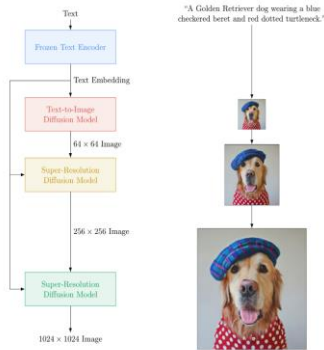 Text
Frozen Text Encoder
Text Embedding
Text-to-Image
Diffusion Model
64 × 64 Image
Super-Resolution
Diffusion Model
256 × 256 Image
Super-Resolution
Diffusion Model
1024 × 1024 Image
“A Golden Retriever dog wearing a blue
checkered beret and red dotted turtleneck.”